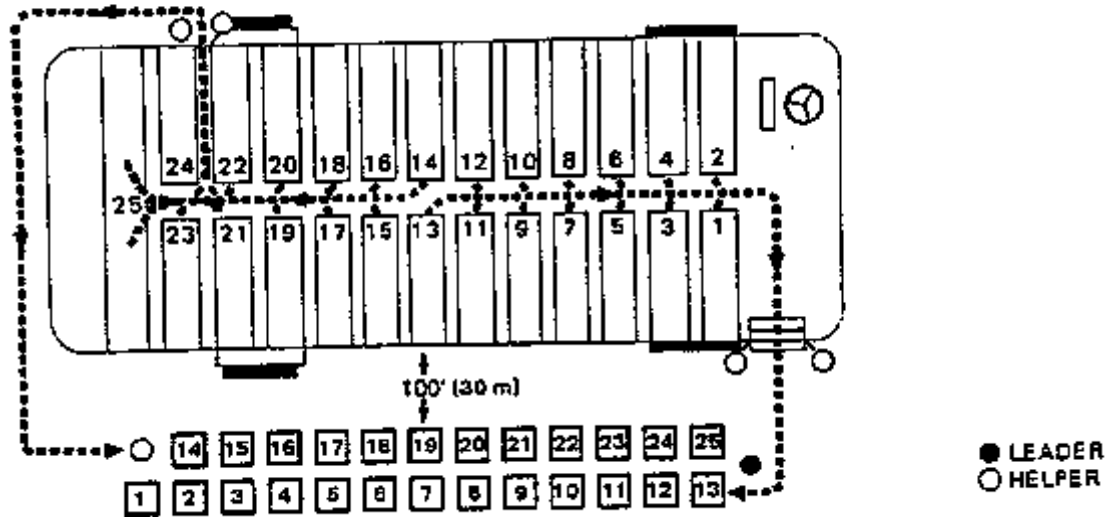 24 22 20 18 16 14 12 10 8 6 4 2
25
23 21 19 17 15 13 11 9 7 5 3 1
100' (30 m)
14 15 16 17 18 19 20 21 22 23 24 25
1 2 3 4 5 6 7 8 9 10 11 12 13
LEADER
HELPER